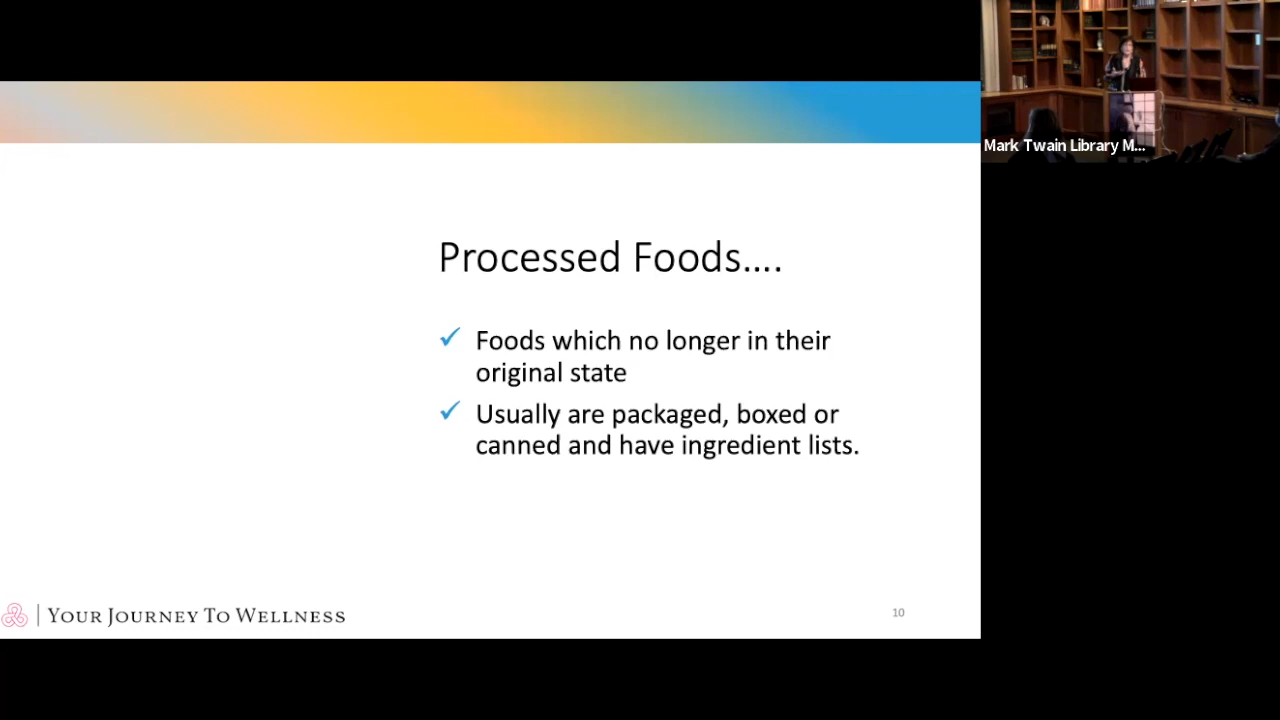 Mark Twain Library M...
Processed Foods....
✓ Foods which no longer in their
original state
✓ Usually are packaged, boxed or
canned and have ingredient lists.
YOUR JOURNEY TO WELLNESS
10